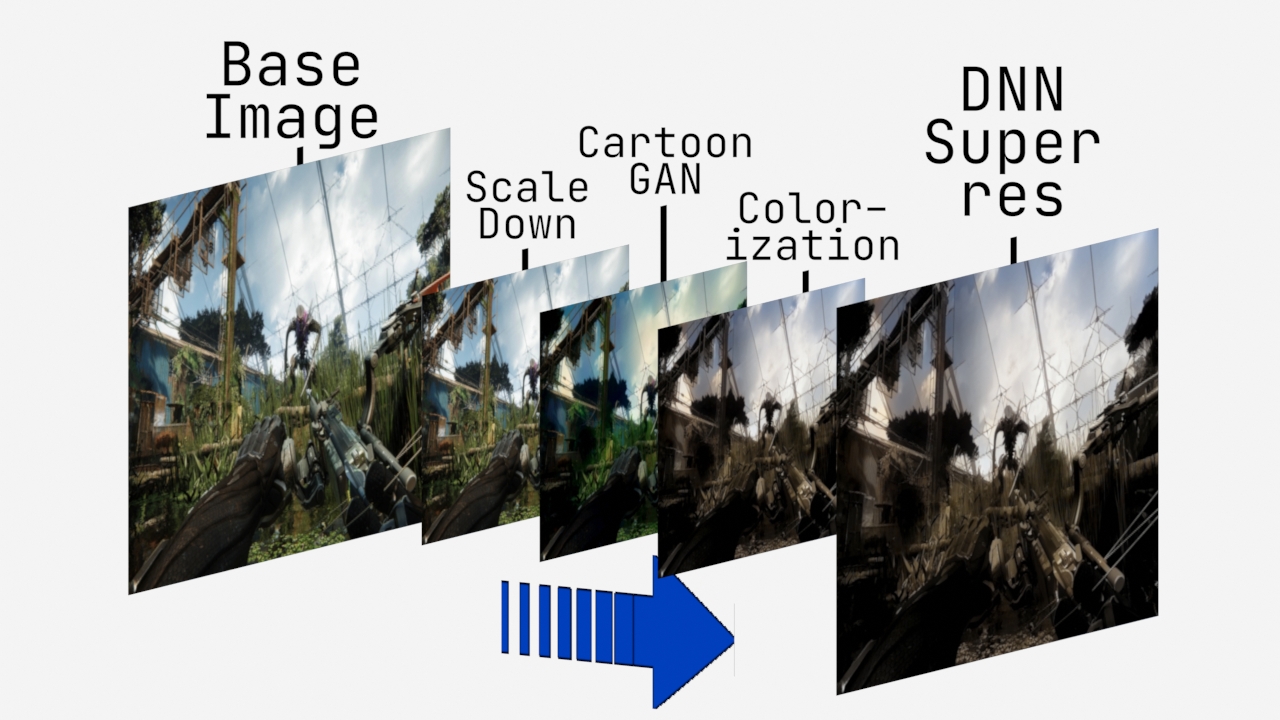 Base
Image
Scale
Down
Cartoon
GAN
Color-
ization
DNN
Super
res